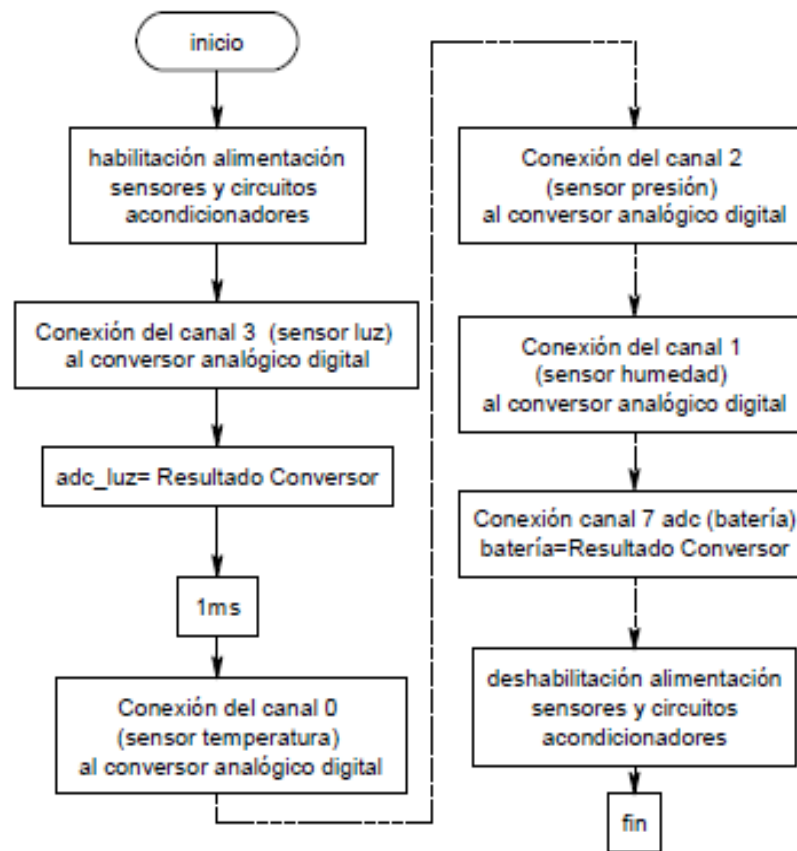 inicio
habilitación alimentación
sensores y circuitos
acondicionadores
Conexión del canal 3 (sensor luz)
al conversor analógico digital
adc_luz= Resultado Conversor
1ms
Conexión del canal 0
(sensor temperatura)
al conversor analógico digital
Conexión del canal 2
(sensor presión)
al conversor analógico digital
Conexión del canal 1
(sensor humedad)
al conversor analógico digital
Conexión canal 7 adc (batería)
batería=Resultado Conversor
deshabilitación alimentación
sensores y circuitos
acondicionadores
fin